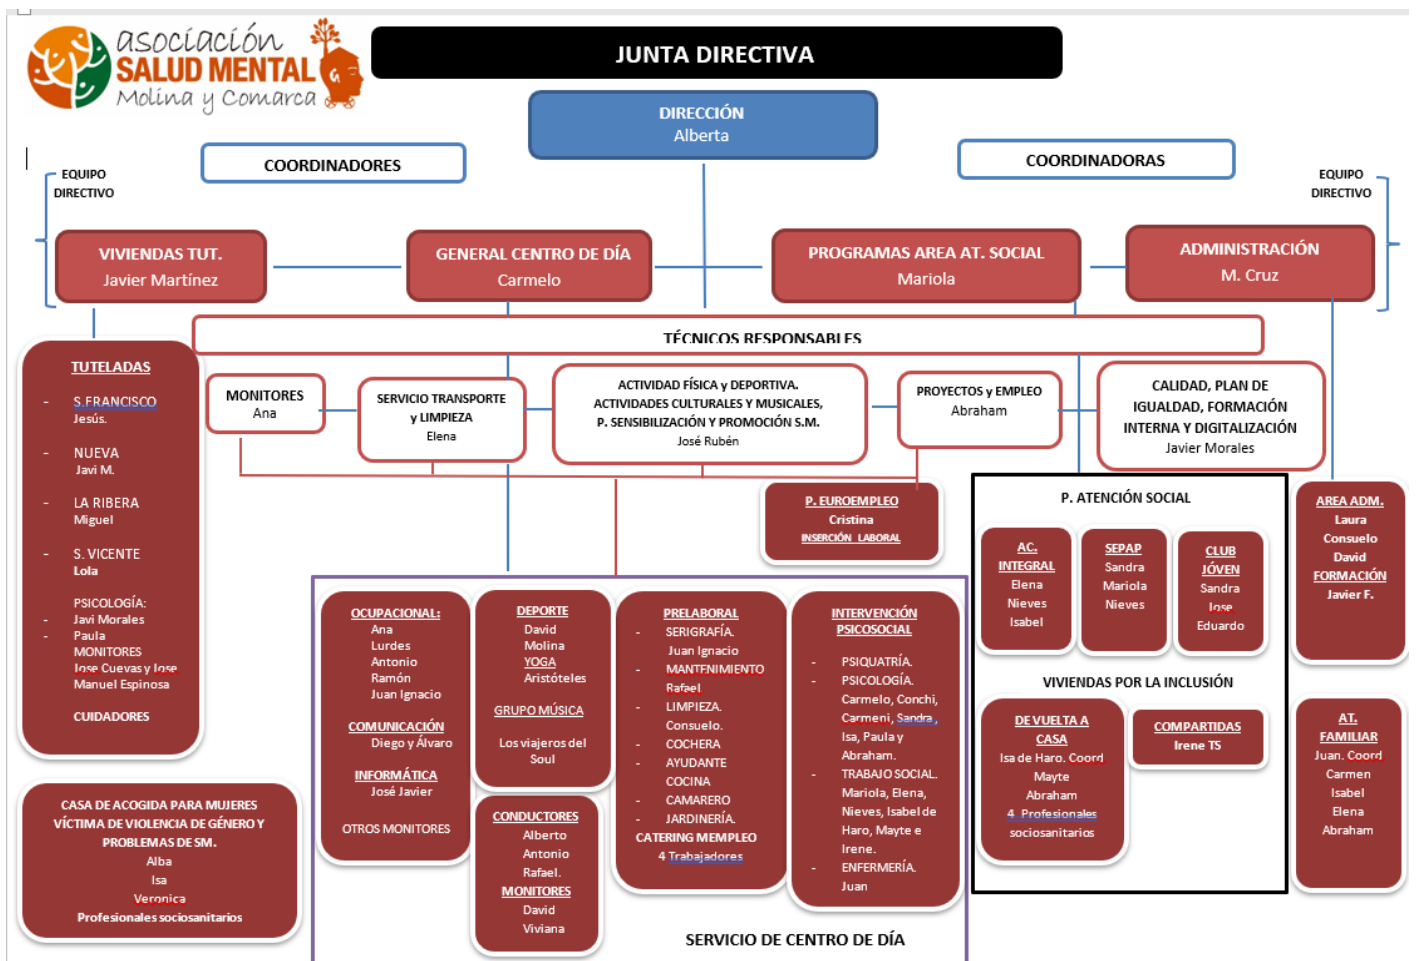 asociación
SALUD MENTAL
Molina y Comarca
JUNTA DIRECTIVA
DIRECCIÓN
Alberta
COORDINADORES
COORDINADORAS
EQUIPO
DIRECTIVO
EQUIPO
DIRECTIVO
VIVIENDAS TUT.
Javier Martínez
GENERAL CENTRO DE DÍA
Carmelo
PROGRAMAS AREA AT. SOCIAL
Mariola
ADMINISTRACIÓN
M. Cruz
TÉCNICOS RESPONSABLES
MONITORES
Ana
SERVICIO TRANSPORTE
y LIMPIEZA
Elena
ACTIVIDAD FÍSICA y DEPORTIVA.
ACTIVIDADES CULTURALES Y MUSICALES,
P. SENSIBILIZACIÓN Y PROMOCIÓN S.M.
José Rubén
PROYECTOS y EMPLEO
Abraham
CALIDAD, PLAN DE
IGUALDAD, FORMACIÓN
INTERNA Y DIGITALIZACIÓN
Javier Morales
TUTELADAS
- S.FRANCISCO
Jesús.
- NUEVA
Javi M.
- LA RIBERA
Miguel
- S. VICENTE
Lola
PSICOLOGÍA:
- Javi Morales
- Paula
MONITORES
Jose Cuevas y Jose
Manuel Espinosa
CUIDADORES
CASA DE ACOGIDA PARA MUJERES
VÍCTIMA DE VIOLENCIA DE GÉNERO Y
PROBLEMAS DE SM.
Alba
Isa
Veronica
Profesionales sociosanitarios
P. EUROEMPLEO
Cristina
INSERCIÓN LABORAL
OCUPACIONAL:
Ana
Lurdes
Antonio
Ramón
Juan Ignacio
COMUNICACIÓN
Diego y Álvaro
INFORMÁTICA
José Javier
OTROS MONITORES
DEPORTE
David
Molina
YOGA
Aristóteles
GRUPO MÚSICA
Los viajeros del
Soul
CONDUCTORES
Alberto
Antonio
Rafael.
MONITORES
David
Viviana
PRELABORAL
- SERIGRAFÍA.
Juan Ignacio
- MANTENIMIENTO
Rafael
- LIMPIEZA.
Consuelo.
- COCHERA
- AYUDANTE
COCINA
- CAMARERO
- JARDINERÍA.
CATERING MEMPLEO
4 Trabajadores
INTERVENCIÓN
PSICOSOCIAL
- PSIQUATRÍA.
- PSICOLOGÍA.
Carmelo, Conchi,
Carmeni, Sandra,
Isa, Paula y
Abraham.
- TRABAJO SOCIAL.
Mariola, Elena,
Nieves, Isabel de
Haro, Mayte e
Irene.
- ENFERMERÍA.
Juan
SERVICIO DE CENTRO DE DÍA
P. ATENCIÓN SOCIAL
AC.
INTEGRAL
Elena
Nieves
Isabel
SEPAP
Sandra
Mariola
Nieves
CLUB
JÓVEN
Sandra
Jose
Eduardo
VIVIENDAS POR LA INCLUSIÓN
DE VUELTA A
CASA
Isa de Haro. Coord
Mayte
Abraham
4 Profesionales
sociosanitarios
COMPARTIDAS
Irene TS
AREA ADM.
Laura
Consuelo
David
FORMACIÓN
Javier F.
AT.
FAMILIAR
Juan. Coord
Carmen
Isabel
Elena
Abraham